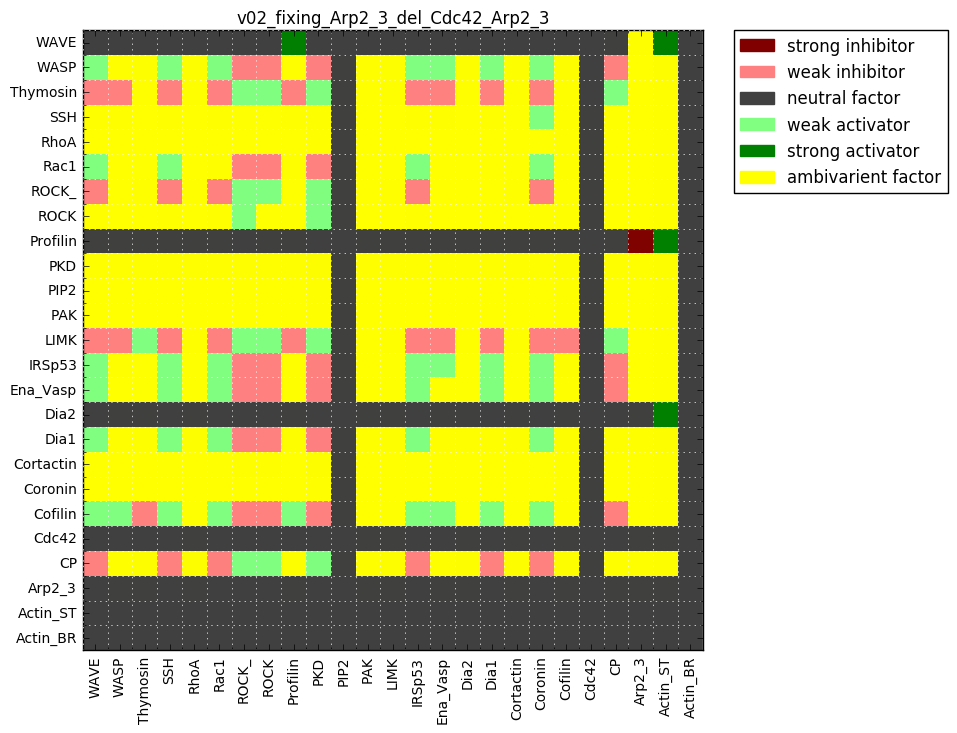 v02_fixing_Arp2_3_del_Cdc42_Arp2_3
WAVE
WASP
Thymosin
SSH
RhoA
Rac1
ROCK_
ROCK
Profilin
PKD
PIP2
PAK
LIMK
IRSp53
Ena_Vasp
Dia2
Dia1
Cortactin
Coronin
Cofilin
Cdc42
CP
Arp2_3
Actin_ST
Actin_BR
WAVE
WASP
Thymosin
SSH
RhoA
Rac1
ROCK_
ROCK
Profilin
PKD
PIP2
PAK
LIMK
IRSp53
Ena_Vasp
Dia2
Dia1
Cortactin
Coronin
Cofilin
Cdc42
CP
Arp2_3
Actin_ST
Actin_BR
strong inhibitor
weak inhibitor
neutral factor
weak activator
strong activator
ambivarient factor